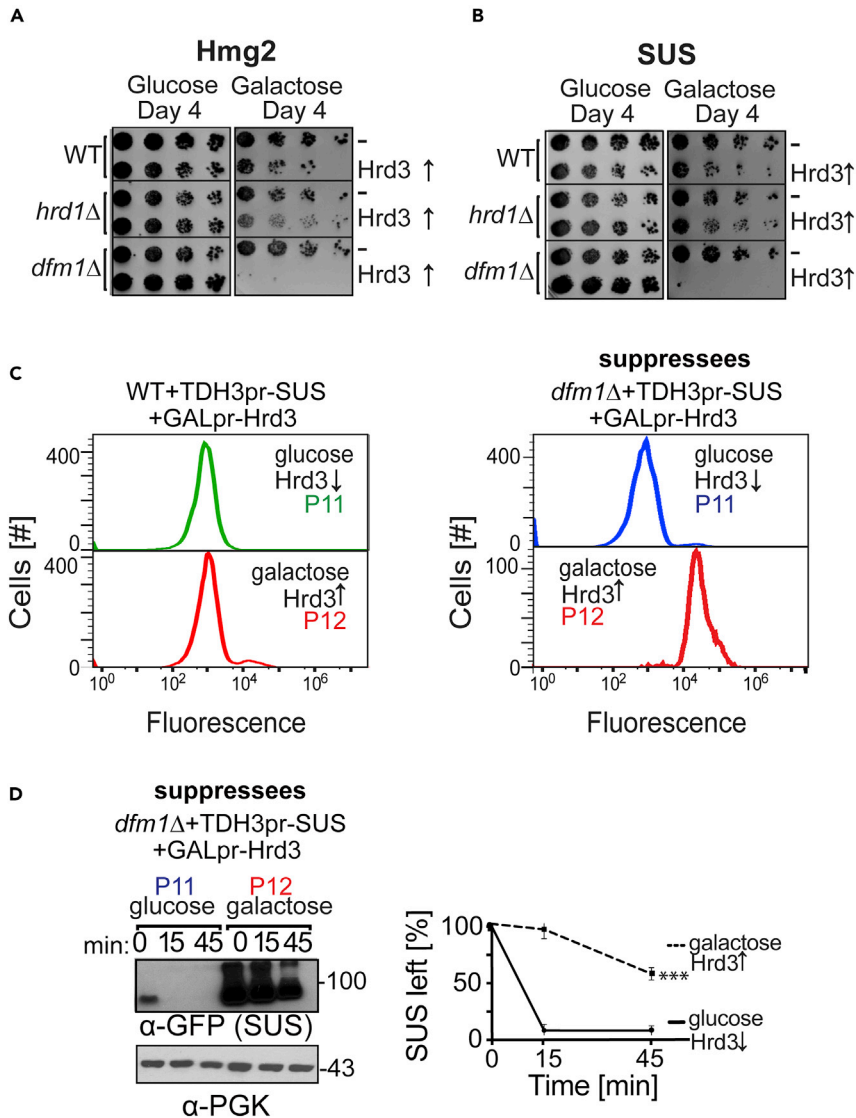 A
Hmg2
Glucose Galactose
Day 4 Day 4
WT
-
Hrd3 ↑
hrd1Δ
-
Hrd3 ↑
dfm1Δ
-
Hrd3 ↑
B
SUS
Glucose Galactose
Day 4 Day 4
WT
-
Hrd3↑
hrd1Δ
-
Hrd3↑
dfm1Δ
-
Hrd3↑
C
WT+TDH3pr-SUS
+GALpr-Hrd3
400
0
glucose
Hrd3↓
P11
400
0
galactose
Hrd3↑
P12
Cells [#]
10⁰ 10² 10⁴ 10⁶
Fluorescence
suppressees
dfm1Δ+TDH3pr-SUS
+GALpr-Hrd3
400
0
glucose
Hrd3↓
P11
100
0
galactose
Hrd3↑
P12
Cells [#]
10⁰ 10² 10⁴ 10⁶
Fluorescence
D
suppressees
dfm1Δ+TDH3pr-SUS
+GALpr-Hrd3
P11 P12
glucose galactose
min: 0 15 45 0 15 45
-100
α-GFP (SUS)
-43
α-PGK
SUS left [%]
100
50
0
0 15 45
Time [min]
galactose
Hrd3↑
***
glucose
Hrd3↓